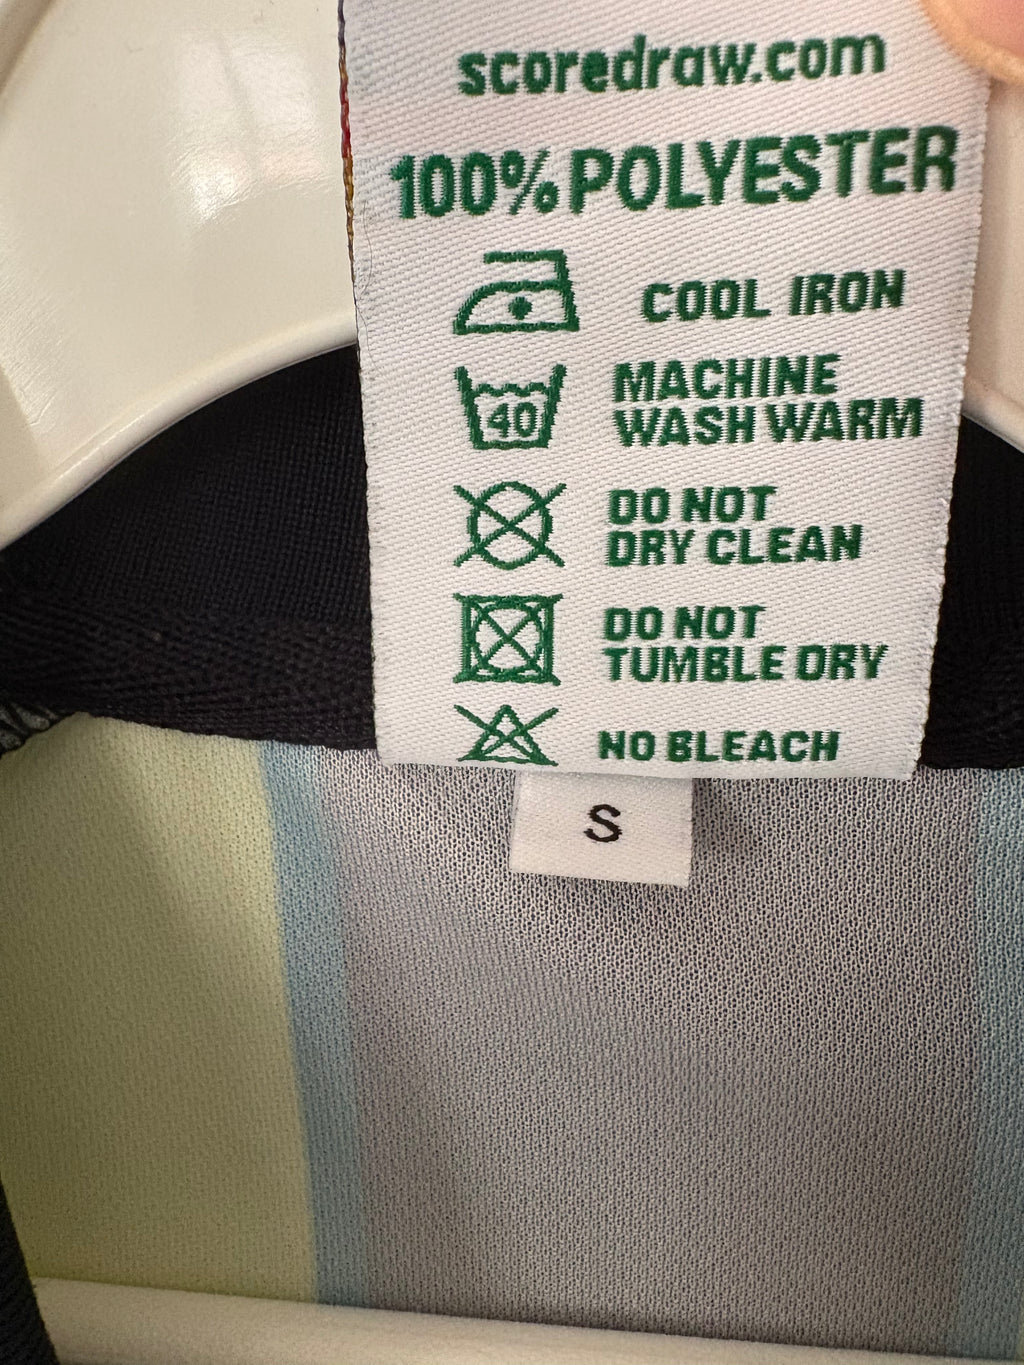 scoredraw.com
100% POLYESTER
COOL IRON
40
MACHINE
WASH WARM
DO NOT
DRY CLEAN
DO NOT
TUMBLE DRY
NO BLEACH
S